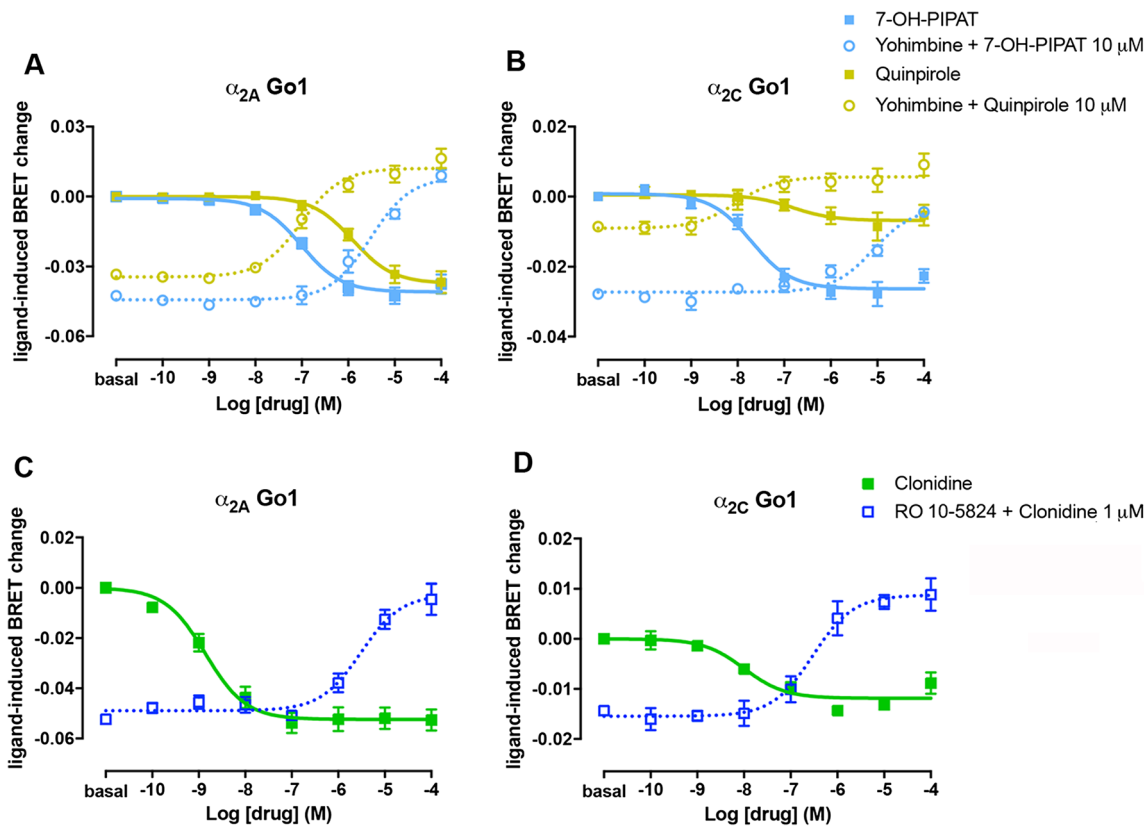 7-OH-PIPAT
Yohimbine + 7-OH-PIPAT 10 μM
Quinpirole
Yohimbine + Quinpirole 10 μM
A
α2A Go1
ligand-induced BRET change
0.03
0.00
-0.03
-0.06
basal -10 -9 -8 -7 -6 -5 -4
Log [drug] (M)
B
α2C Go1
ligand-induced BRET change
0.02
0.00
-0.02
-0.04
basal -10 -9 -8 -7 -6 -5 -4
Log [drug] (M)
C
α2A Go1
ligand-induced BRET change
0.02
0.00
-0.02
-0.04
-0.06
basal -10 -9 -8 -7 -6 -5 -4
Log [drug] (M)
D
α2C Go1
Clonidine
RO 10-5824 + Clonidine 1 μM
ligand-induced BRET change
0.02
0.01
0.00
-0.01
-0.02
basal -10 -9 -8 -7 -6 -5 -4
Log [drug] (M)